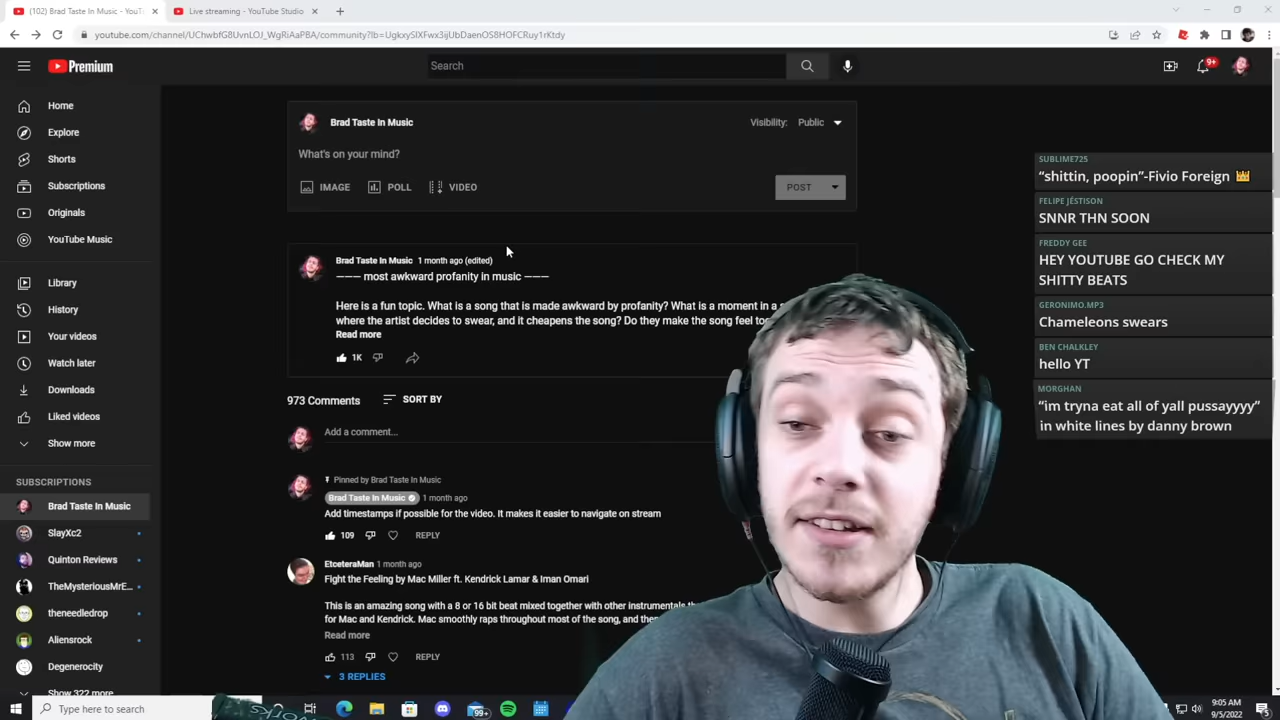 (102) Brad Taste In Music - YouT
Live streaming - YouTube Studio
youtube.com/channel/UChwbfG8UvnLOJ_WgRiAaPBA/community?lb=UgkxySlXFwx3ijUbDaenOS8HOFCRuy1rKtdy
Premium
Search
9+
Home
Explore
Shorts
Subscriptions
Originals
YouTube Music
Library
History
Your videos
Watch later
Downloads
Liked videos
Show more
SUBSCRIPTIONS
Brad Taste In Music
SlayXc2
Quinton Reviews
TheMysteriousMrE...
theneedledrop
Aliensrock
Degenerocity
Show 322 more
Brad Taste In Music
Visibility: Public
What's on your mind?
IMAGE
POLL
VIDEO
POST
Brad Taste In Music 1 month ago (edited)
——— most awkward profanity in music ———
Here is a fun topic. What is a song that is made awkward by profanity? What is a moment in a
where the artist decides to swear, and it cheapens the song? Do they make the song feel
Read more
1K
973 Comments
SORT BY
Add a comment...
Pinned by Brad Taste In Music
Brad Taste In Music 1 month ago
Add timestamps if possible for the video. It makes it easier to navigate on stream
109
REPLY
EtceteraMan 1 month ago
Fight the Feeling by Mac Miller ft. Kendrick Lamar & Iman Omari
This is an amazing song with a 8 or 16 bit beat mixed together with other instrumentals
for Mac and Kendrick. Mac smoothly raps throughout most of the song, and
Read more
113
REPLY
3 REPLIES
SUBLIME725
“shittin, poopin”-Fivio Foreign
FELIPE JÉSTISON
SNNR THN SOON
FREDDY GEE
HEY YOUTUBE GO CHECK MY
SHITTY BEATS
GERONIMO.MP3
Chameleons swears
BEN CHALKLEY
hello YT
MORGHAN
“im tryna eat all of yall pussayyyy”
in white lines by danny brown
Type here to search
99+
9:05 AM
9/5/2022
5